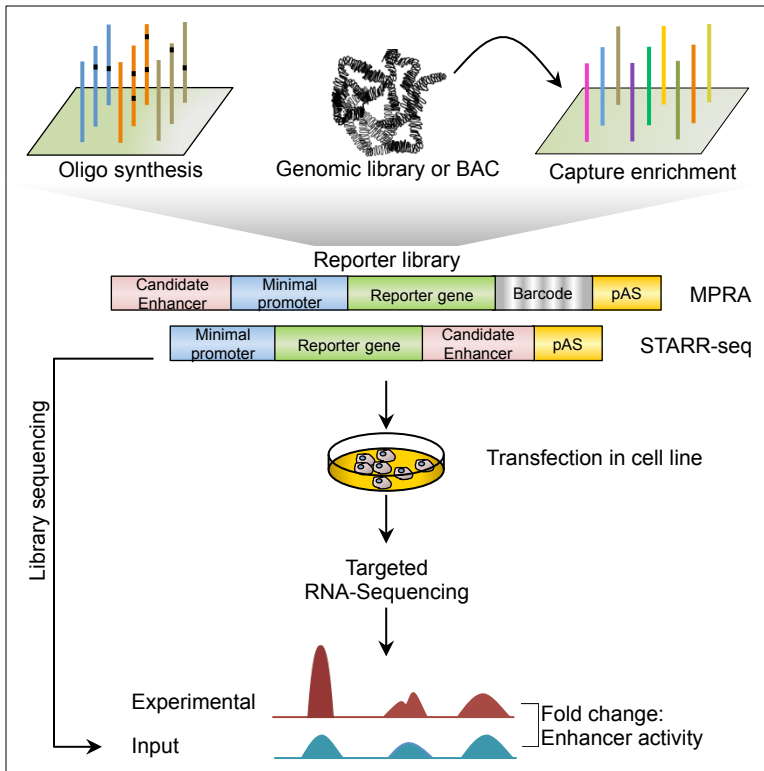 Oligo synthesis
Genomic library or BAC
Capture enrichment
Reporter library
Candidate
Enhancer
Minimal
promoter
Reporter gene
Barcode
pAS
MPRA
Minimal
promoter
Reporter gene
Candidate
Enhancer
pAS
STARR-seq
Library sequencing
Transfection in cell line
Targeted
RNA-Sequencing
Experimental
Input
Fold change:
Enhancer activity